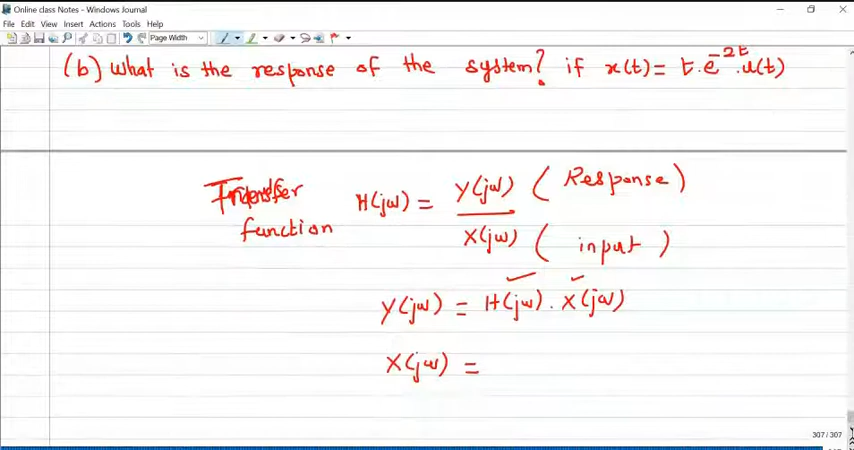 Online class Notes - Windows Journal
File Edit View Insert Actions Tools Help
Page Width
(b) What is the response of the system? if x(t) = t.e^-2t.u(t)
H(jω) = Y(jω) ( Response )
function
X(jω) ( input )
Y(jω) = H(jω) . X(jω)
X(jω) =
307 / 307